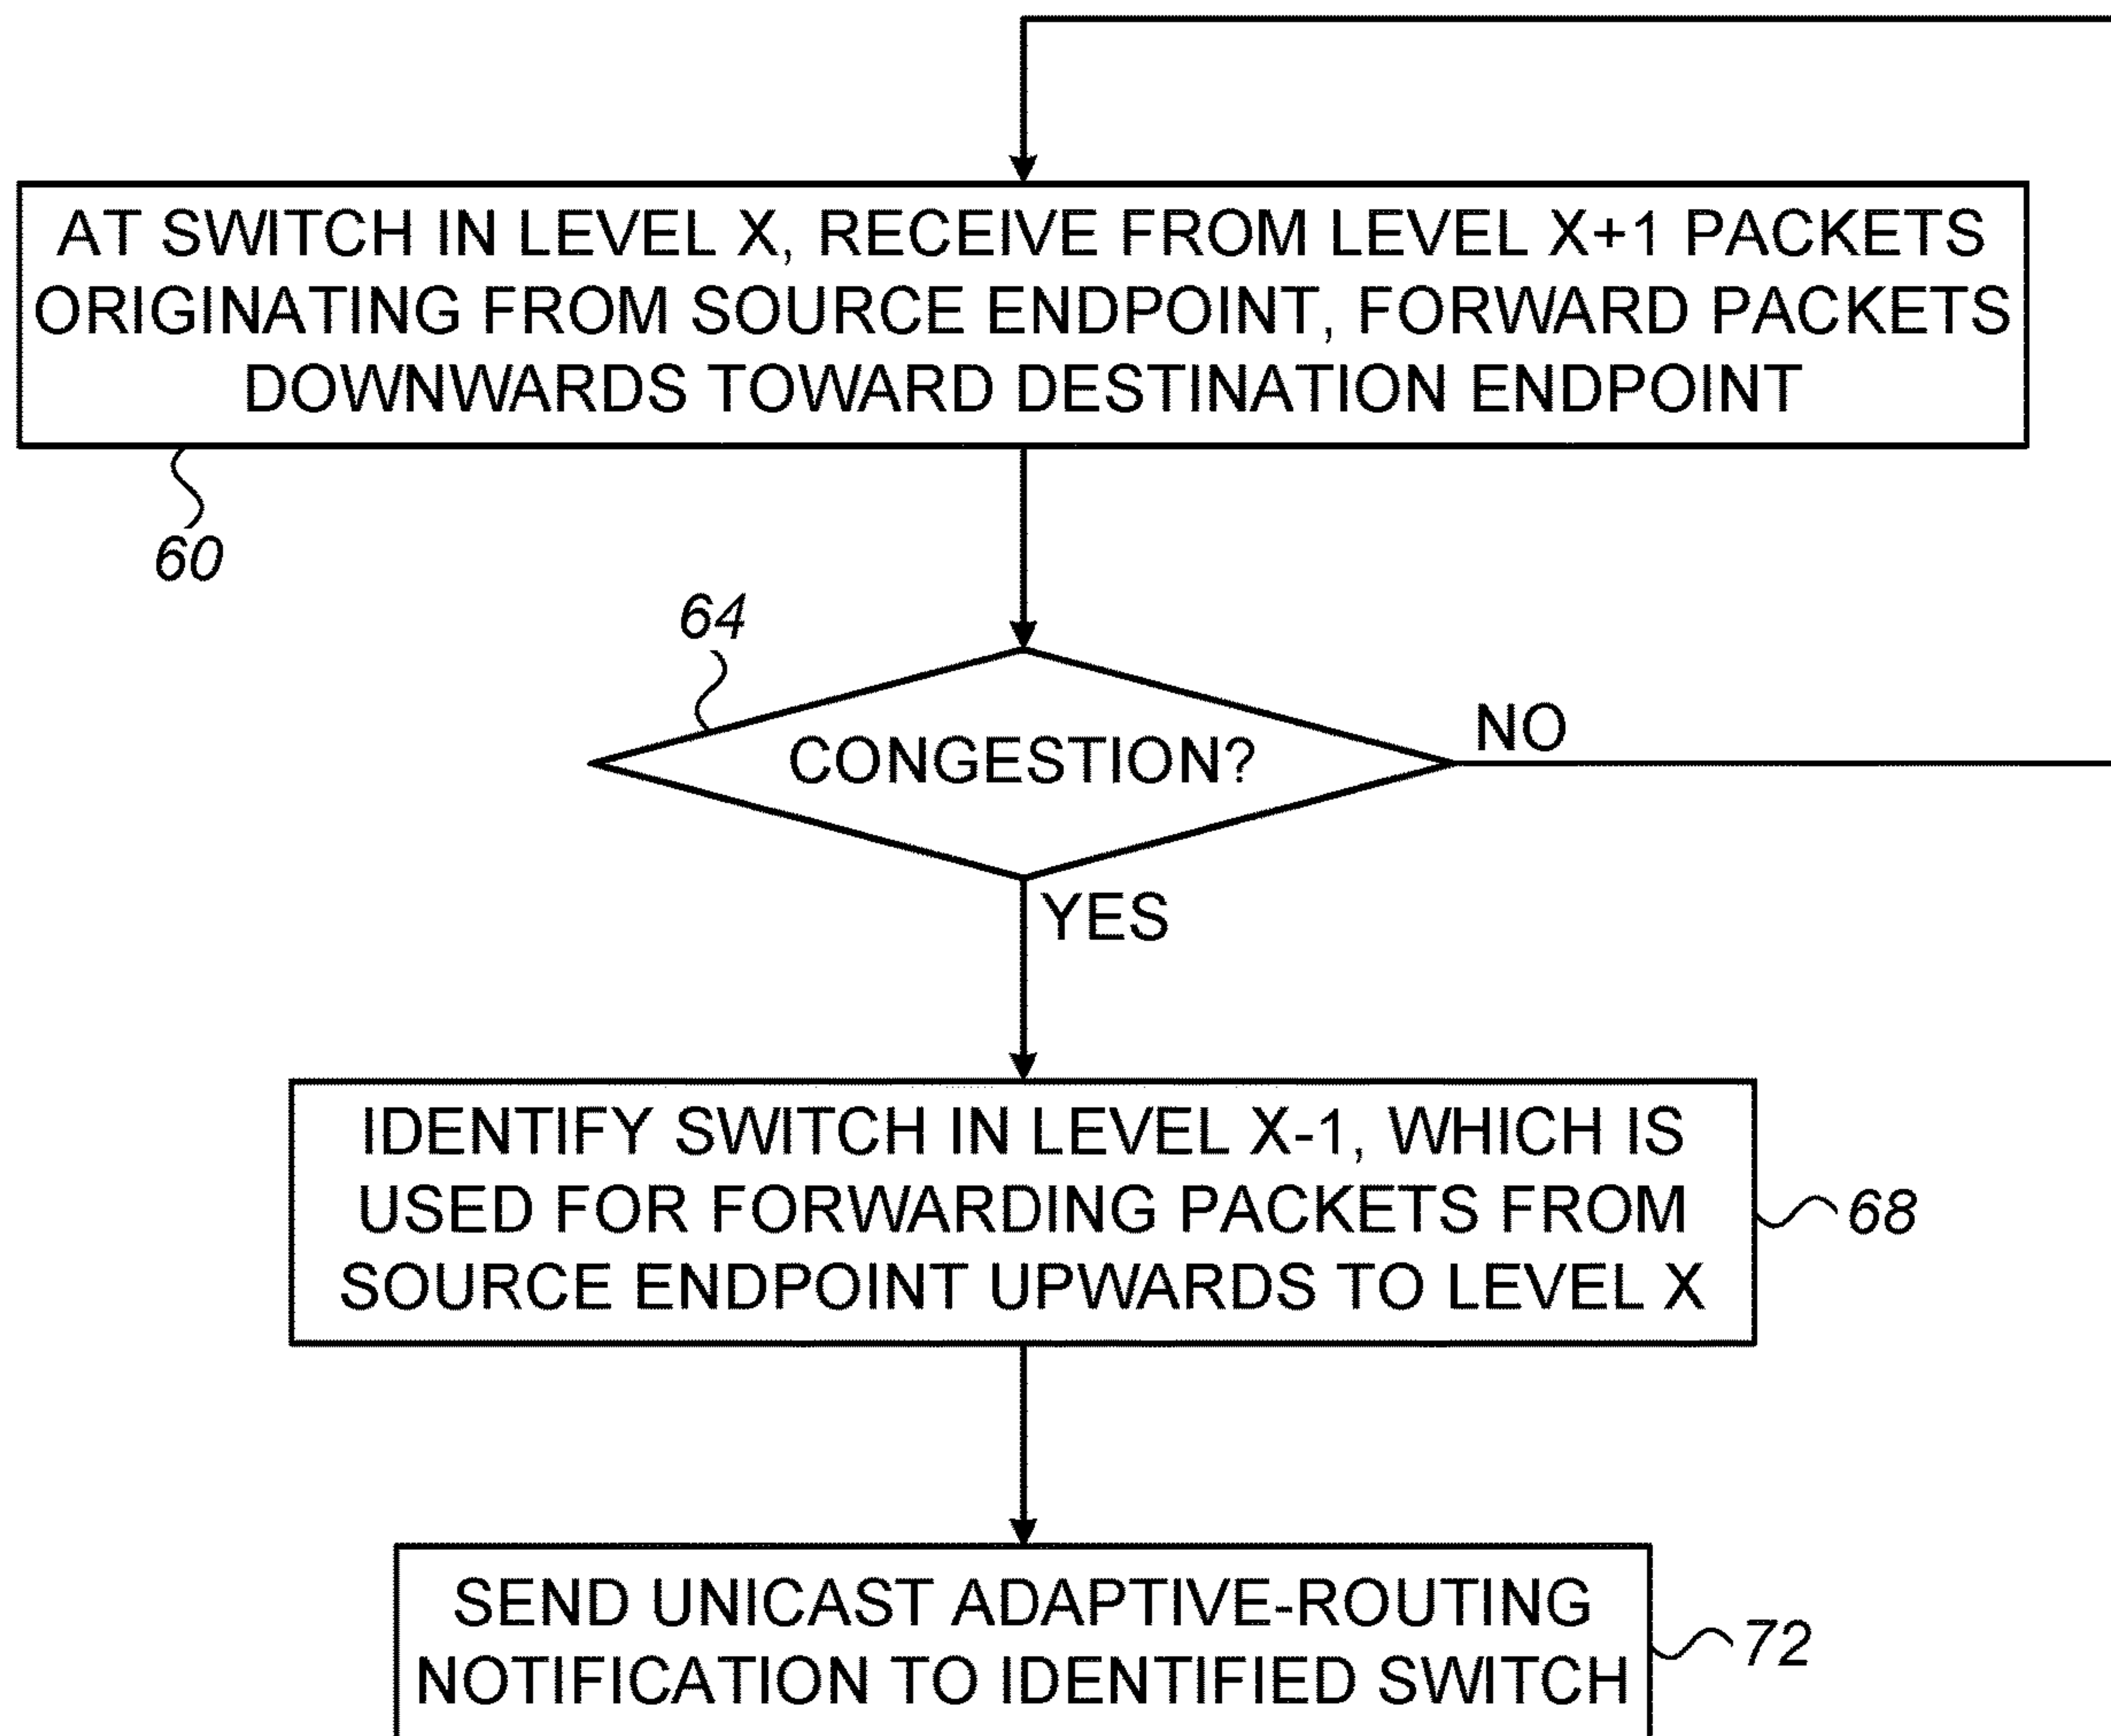 AT SWITCH IN LEVEL X, RECEIVE FROM LEVEL X+1 PACKETS
ORIGINATING FROM SOURCE ENDPOINT, FORWARD PACKETS
DOWNWARDS TOWARD DESTINATION ENDPOINT
60
64
CONGESTION?
NO
YES
IDENTIFY SWITCH IN LEVEL X-1, WHICH IS
USED FOR FORWARDING PACKETS FROM
SOURCE ENDPOINT UPWARDS TO LEVEL X
68
SEND UNICAST ADAPTIVE-ROUTING
NOTIFICATION TO IDENTIFIED SWITCH
72